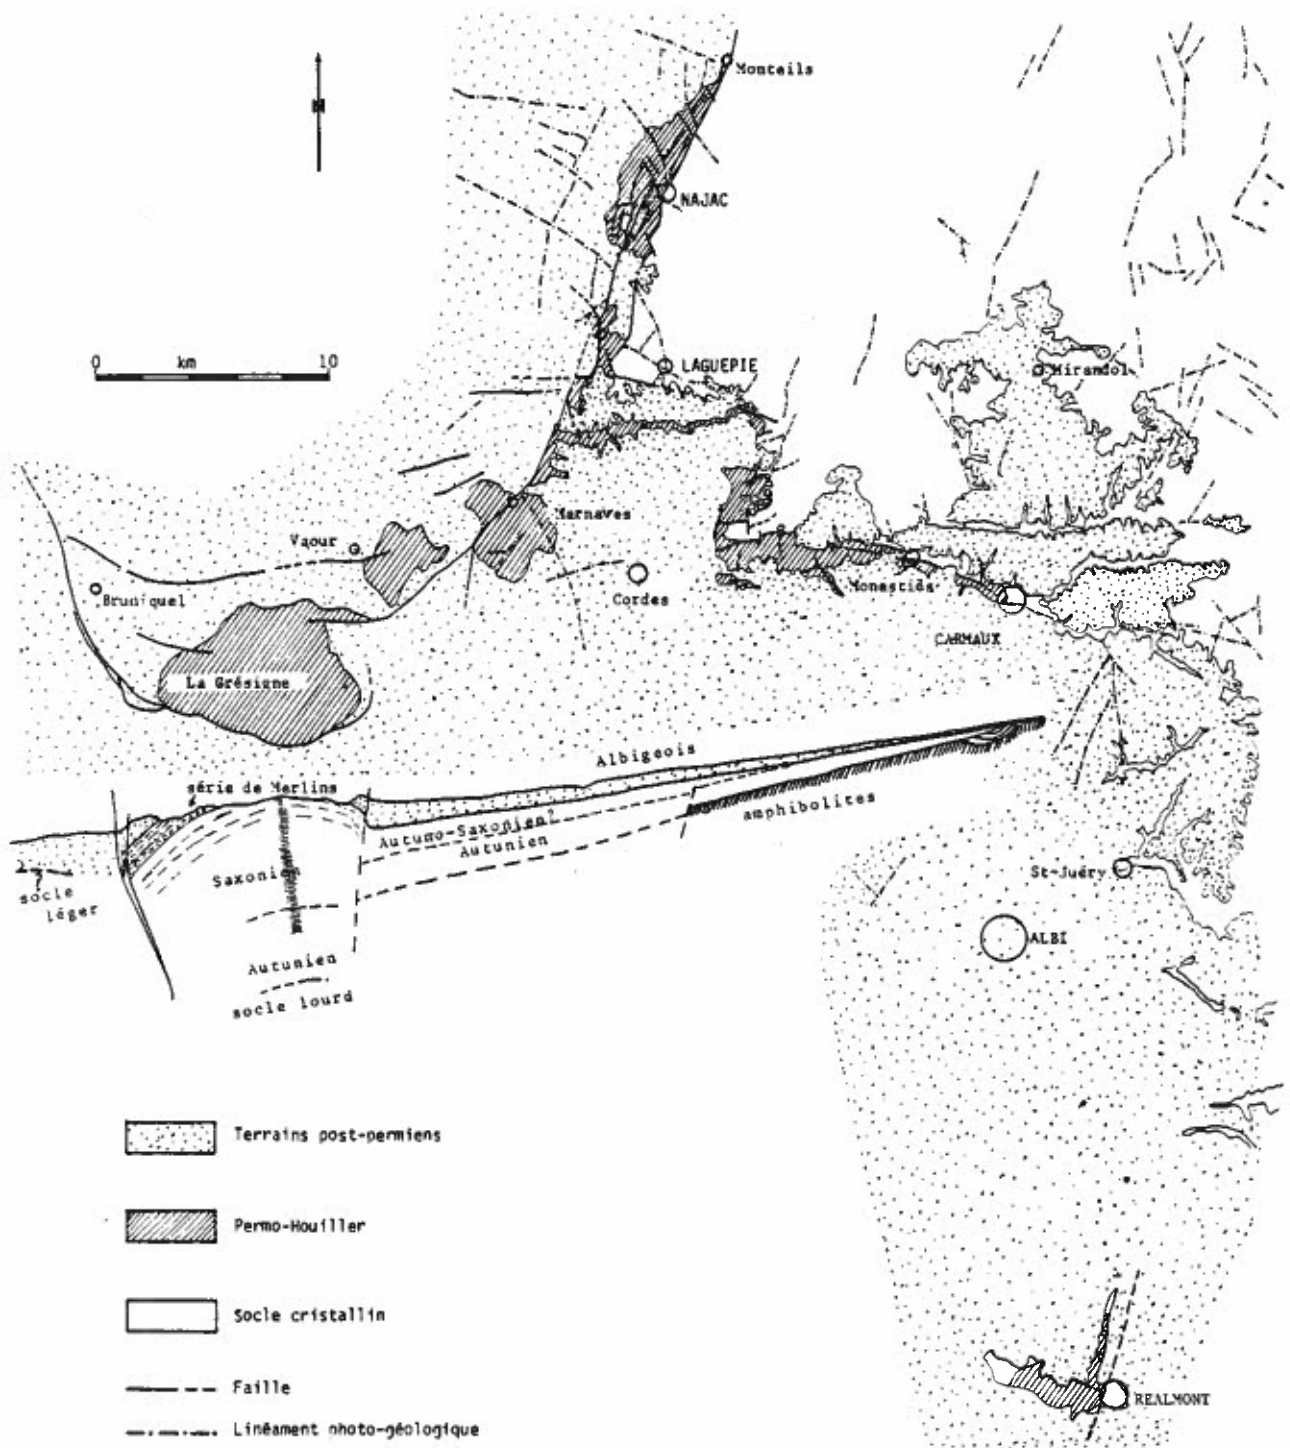 Monteils
N
NAJAC
0 km 10
LAGUEPIE
Mirandol
Marnaves
Vaour
Bruniquel
Cordes
Monestiés
CARMAUX
La Grésigne
Albigeois
série de Merlins
Autuno-Saxonien?
Autunien
amphibolites
Saxonien
socle
léger
St-Juéry
ALBI
Autunien
socle lourd
Terrains post-permiens
Permo-Houiller
Socle cristallin
REALMONT
Faille
Linéament photo-géologique